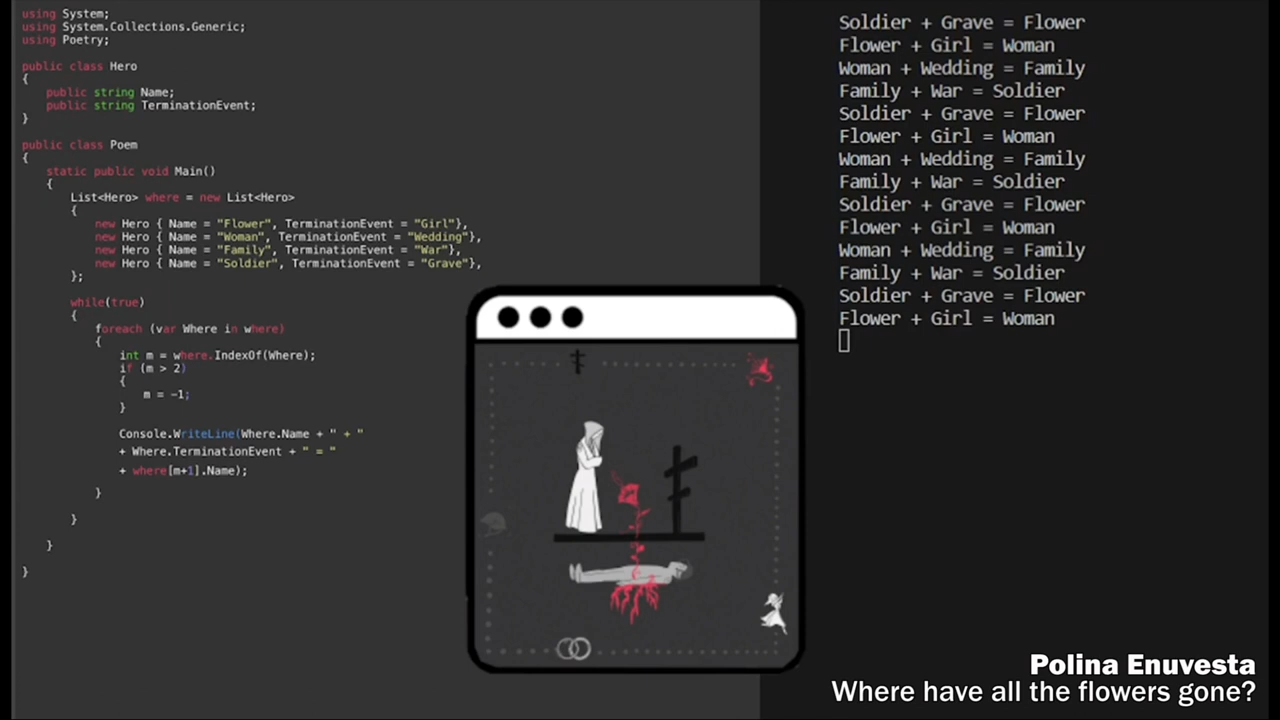 using System;
using System.Collections.Generic;
using Poetry;
public class Hero
{
public string Name;
public string TerminationEvent;
}
public class Poem
{
static public void Main()
{
List<Hero> where = new List<Hero>
{
new Hero { Name = "Flower", TerminationEvent = "Girl"},
new Hero { Name = "Woman", TerminationEvent = "Wedding"},
new Hero { Name = "Family", TerminationEvent = "War"},
new Hero { Name = "Soldier", TerminationEvent = "Grave"},
};
while(true)
{
foreach (var Where in where)
{
int m = where.IndexOf(Where);
if (m > 2)
{
m = -1;
}
Console.WriteLine(Where.Name + " + "
+ Where.TerminationEvent + " = "
+ where[m+1].Name);
}
}
}
}
Soldier + Grave = Flower
Flower + Girl = Woman
Woman + Wedding = Family
Family + War = Soldier
Soldier + Grave = Flower
Flower + Girl = Woman
Woman + Wedding = Family
Family + War = Soldier
Soldier + Grave = Flower
Flower + Girl = Woman
Woman + Wedding = Family
Family + War = Soldier
Soldier + Grave = Flower
Flower + Girl = Woman
Polina Enuvesta
Where have all the flowers gone?